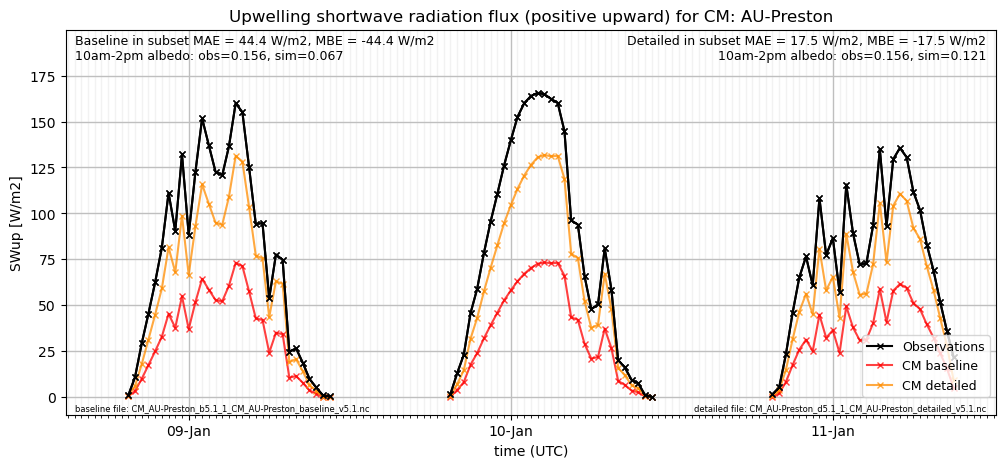 Upwelling shortwave radiation flux (positive upward) for CM: AU-Preston
Baseline in subset MAE = 44.4 W/m2, MBE = -44.4 W/m2
10am-2pm albedo: obs=0.156, sim=0.067
Detailed in subset MAE = 17.5 W/m2, MBE = -17.5 W/m2
10am-2pm albedo: obs=0.156, sim=0.121
SWup [W/m2]
175
150
125
100
75
50
25
0
Observations
CM baseline
CM detailed
baseline file: CM_AU-Preston_b5.1_1_CM_AU-Preston_baseline_v5.1.nc
detailed file: CM_AU-Preston_d5.1_1_CM_AU-Preston_detailed_v5.1.nc
09-Jan
10-Jan
11-Jan
time (UTC)